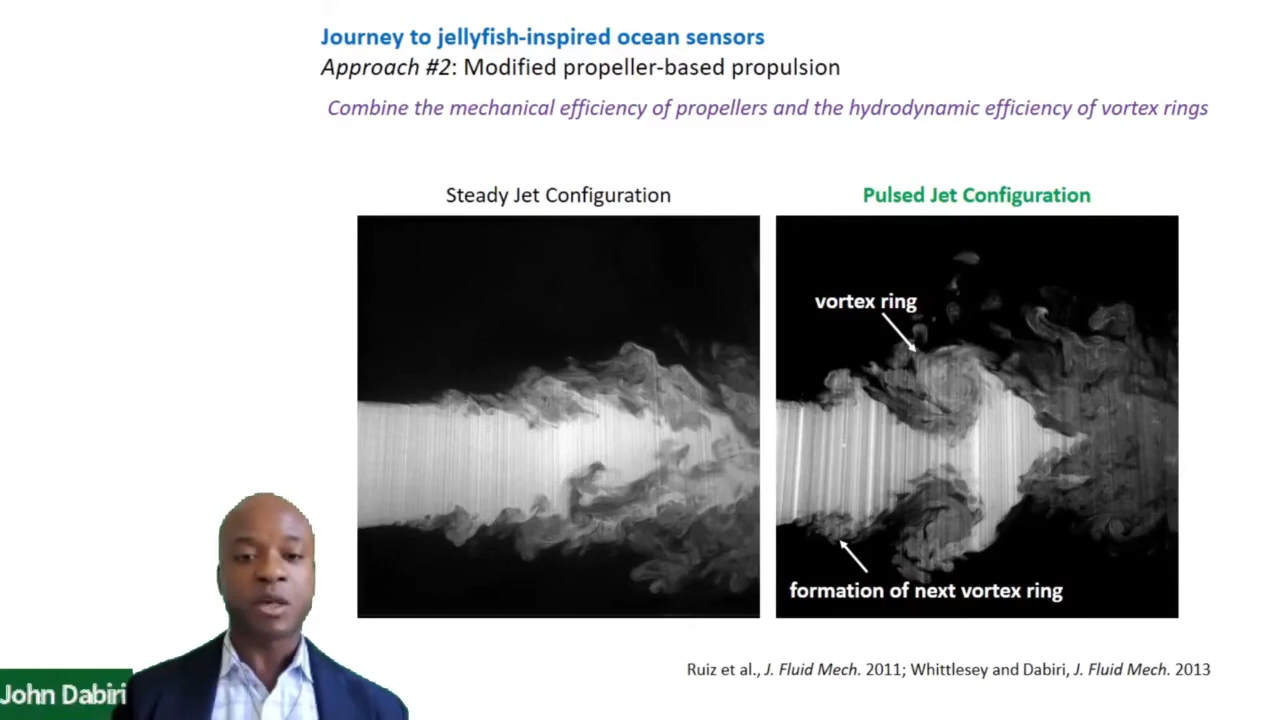 Journey to jellyfish-inspired ocean sensors
Approach #2: Modified propeller-based propulsion
Combine the mechanical efficiency of propellers and the hydrodynamic efficiency of vortex rings
Steady Jet Configuration
Pulsed Jet Configuration
vortex ring
formation of next vortex ring
Ruiz et al., J. Fluid Mech. 2011; Whittlesey and Dabiri, J. Fluid Mech. 2013
John Dabiri